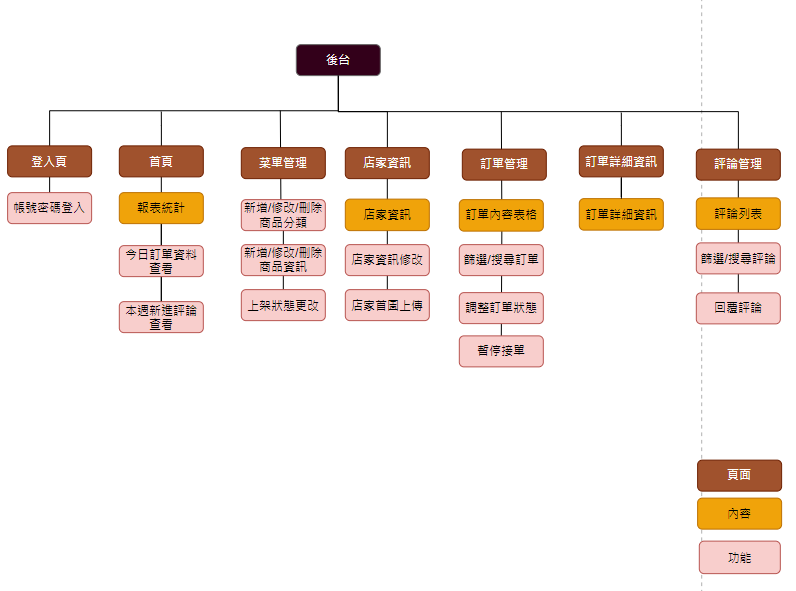 後台
登入頁
首頁
菜單管理
店家資訊
訂單管理
訂單詳細資訊
評論管理
帳號密碼登入
報表統計
新增/修改/刪除
商品分類
店家資訊
訂單內容表格
訂單詳細資訊
評論列表
今日訂單資料
查看
新增/修改/刪除
商品資訊
店家資訊修改
篩選/搜尋訂單
篩選/搜尋評論
本週新進評論
查看
上架狀態更改
店家首圖上傳
調整訂單狀態
回覆評論
暫停接單
頁面
內容
功能